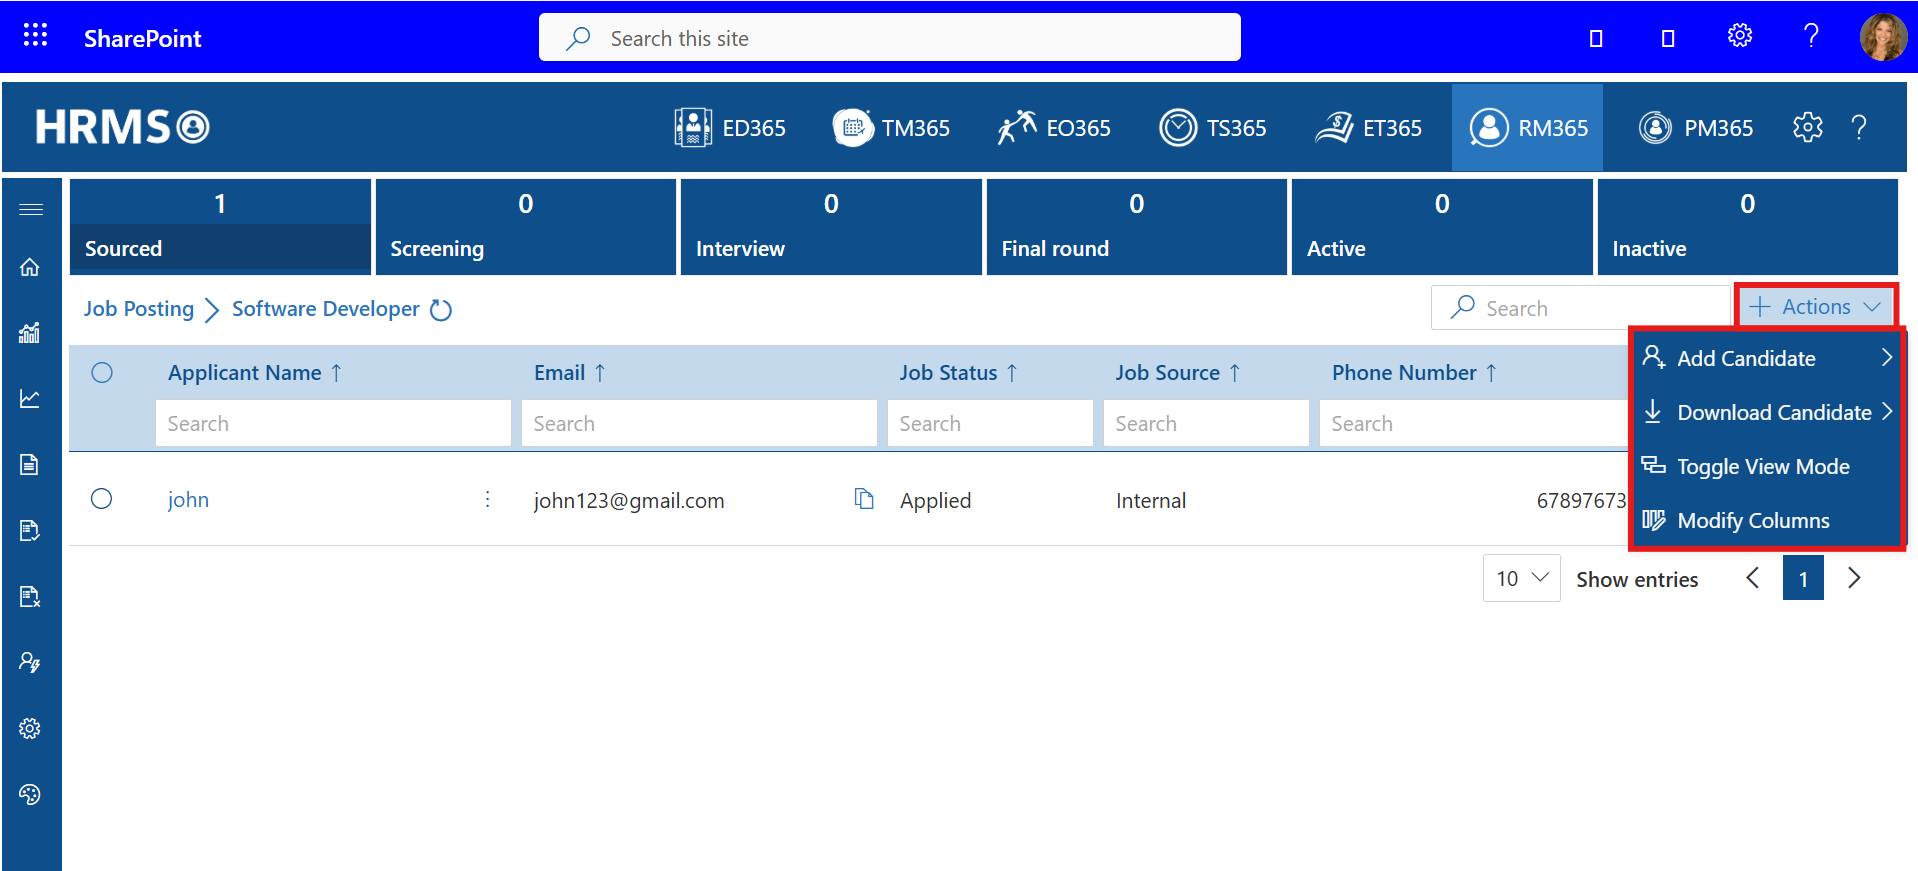 SharePoint
Search this site
HRMS
ED365
TM365
EO365
TS365
ET365
RM365
PM365
1
Sourced
0
Screening
0
Interview
0
Final round
0
Active
0
Inactive
Job Posting
Software Developer
Search
Actions
Add Candidate
Download Candidate
Toggle View Mode
Modify Columns
Applicant Name
Email
Job Status
Job Source
Phone Number
Search
Search
Search
Search
Search
john
john123@gmail.com
Applied
Internal
67897673
10
Show entries
1